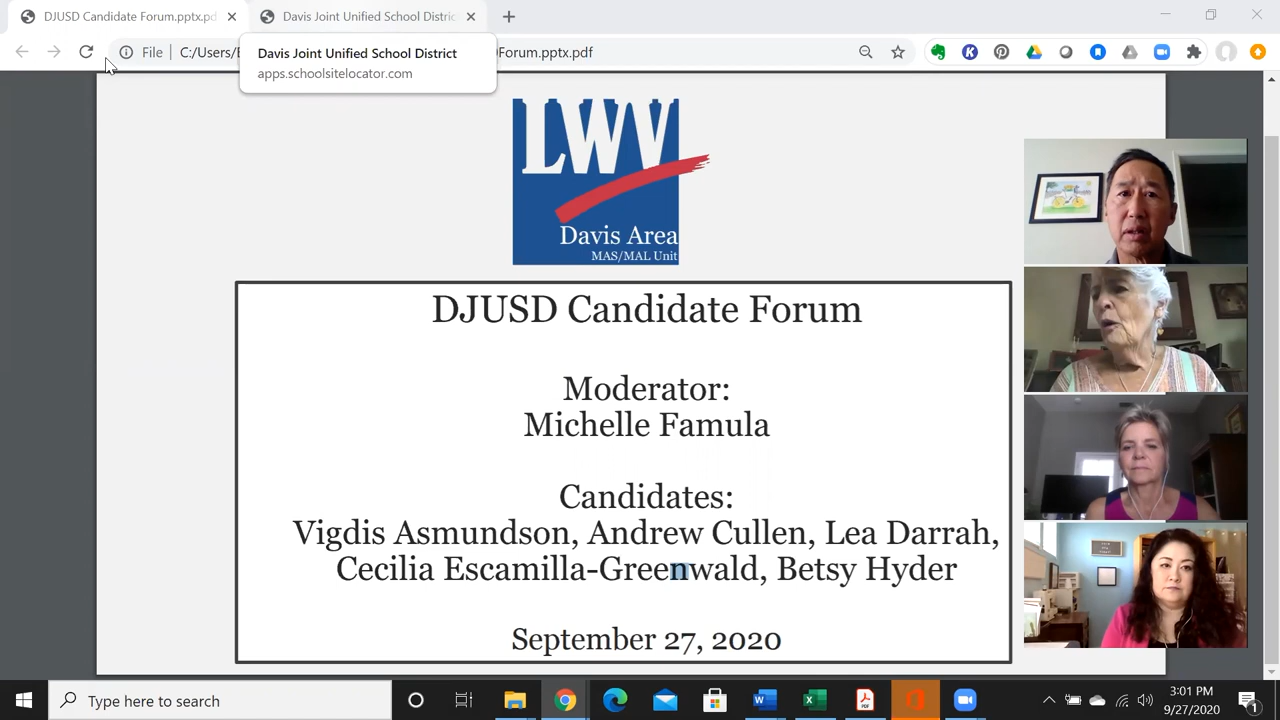 DJUSD Candidate Forum.pptx.pd
Davis Joint Unified School Distric
File
C:/Users/E
Forum.pptx.pdf
Davis Joint Unified School District
apps.schoolsitelocator.com
LWV
Davis Area
MAS/MAL Unit
DJUSD Candidate Forum
Moderator:
Michelle Famula
Candidates:
Vigdis Asmundson, Andrew Cullen, Lea Darrah,
Cecilia Escamilla-Greenwald, Betsy Hyder
September 27, 2020
Type here to search
3:01 PM
9/27/2020